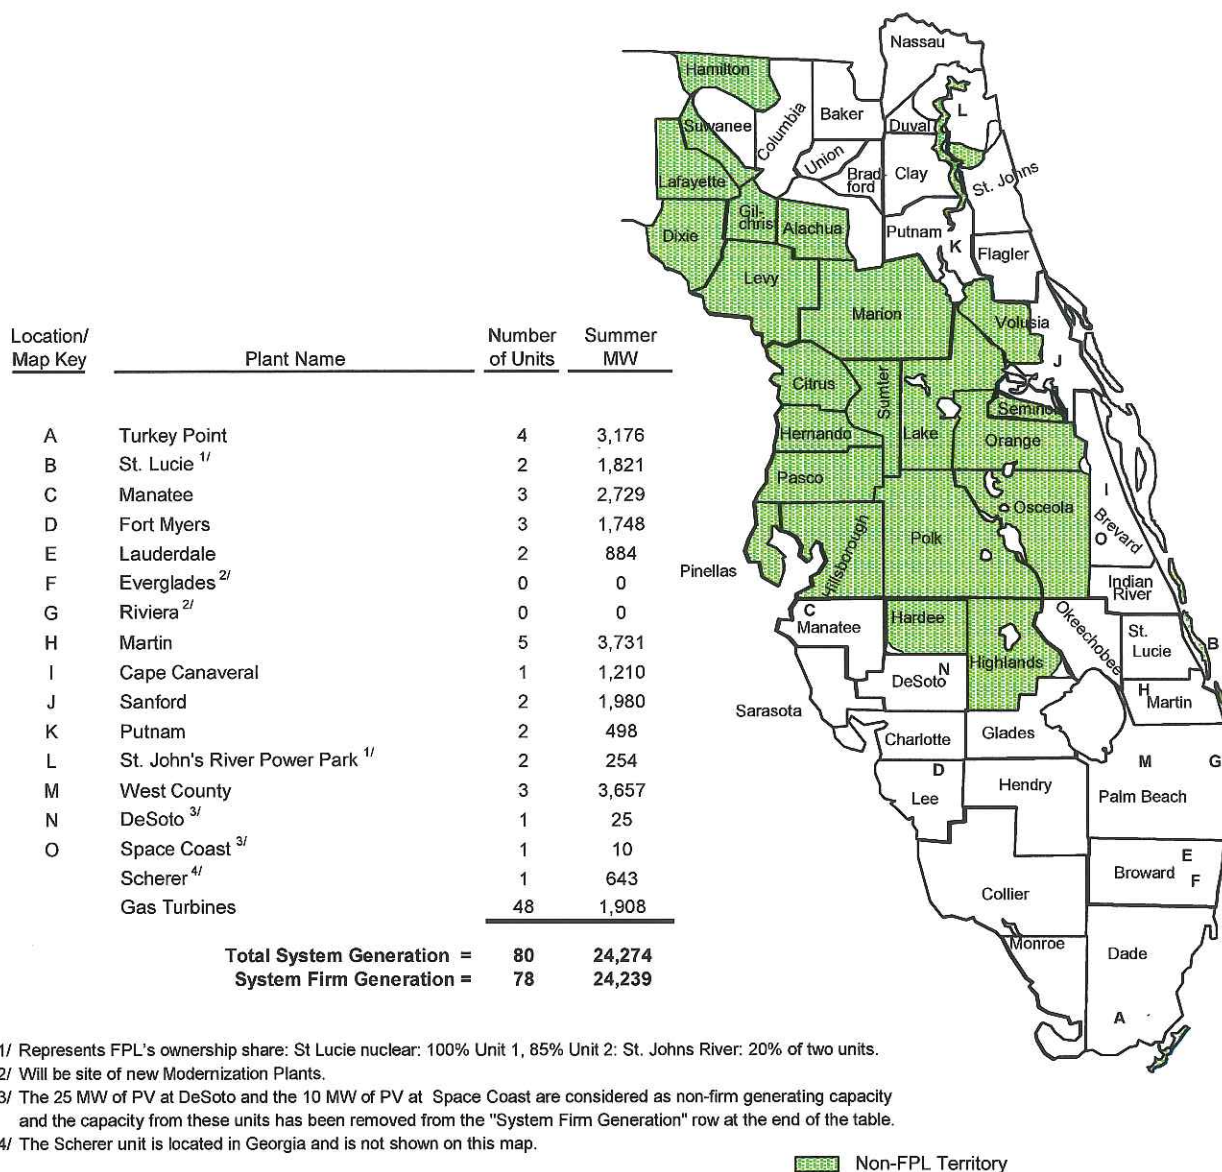 Location/ Number Summer
Map Key Plant Name of Units MW
A Turkey Point 4 3,176
B St. Lucie 1/ 2 1,821
C Manatee 3 2,729
D Fort Myers 3 1,748
E Lauderdale 2 884
F Everglades 2/ 0 0
G Riviera 2/ 0 0
H Martin 5 3,731
I Cape Canaveral 1 1,210
J Sanford 2 1,980
K Putnam 2 498
L St. John's River Power Park 1/ 2 254
M West County 3 3,657
N DeSoto 3/ 1 25
O Space Coast 3/ 1 10
Scherer 4/ 1 643
Gas Turbines 48 1,908
Total System Generation = 80 24,274
System Firm Generation = 78 24,239
Nassau
Hamilton
L
Baker
Columbia
Duval
Suwanee
Union
Brad-
ford
Clay
Lafayette
St. Johns
Gil-
christ
Alachua
Dixie
Putnam
K
Flagler
Levy
Marion
Volusia
J
Citrus
Sumter
Seminole
Hernando
Lake
Orange
Pasco
I
Osceola
Brevard
O
Hillsborough
Polk
Pinellas
Indian
River
C
Manatee
Hardee
Okeechobee
St.
Lucie
B
Highlands
N
DeSoto
H
Martin
Sarasota
Charlotte
Glades
M
G
D
Lee
Hendry
Palm Beach
E
Broward
F
Collier
Monroe
Dade
A
1/ Represents FPL's ownership share: St Lucie nuclear: 100% Unit 1, 85% Unit 2: St. Johns River: 20% of two units.
2/ Will be site of new Modernization Plants.
3/ The 25 MW of PV at DeSoto and the 10 MW of PV at Space Coast are considered as non-firm generating capacity
and the capacity from these units has been removed from the "System Firm Generation" row at the end of the table.
4/ The Scherer unit is located in Georgia and is not shown on this map.
Non-FPL Territory